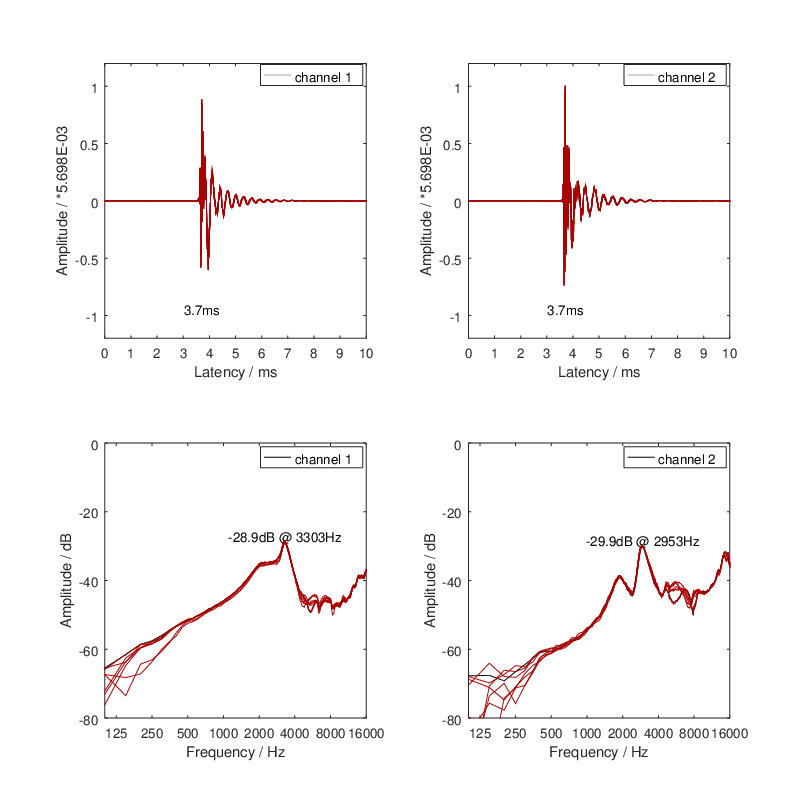 channel 1
1
0.5
0
-0.5
-1
Amplitude / *5.698E-03
3.7ms
0 1 2 3 4 5 6 7 8 9 10
Latency / ms
channel 2
1
0.5
0
-0.5
-1
Amplitude / *5.698E-03
3.7ms
0 1 2 3 4 5 6 7 8 9 10
Latency / ms
channel 1
0
-20
-40
-60
-80
Amplitude / dB
-28.9dB @ 3303Hz
125 250 500 1000 2000 4000 8000 16000
Frequency / Hz
channel 2
0
-20
-40
-60
-80
Amplitude / dB
-29.9dB @ 2953Hz
125 250 500 1000 2000 4000 8000 16000
Frequency / Hz